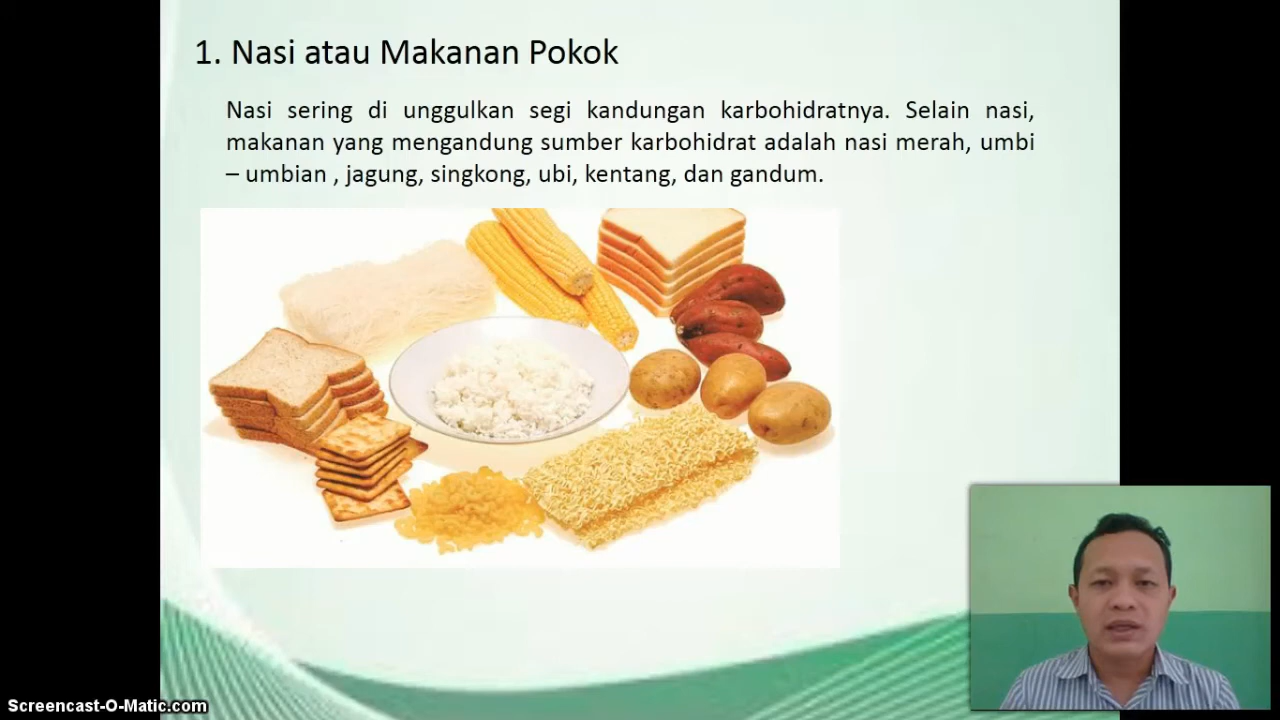 1. Nasi atau Makanan Pokok
Nasi sering di unggulkan segi kandungan karbohidratnya. Selain nasi,
makanan yang mengandung sumber karbohidrat adalah nasi merah, umbi
– umbian , jagung, singkong, ubi, kentang, dan gandum.
Screencast-O-Matic.com